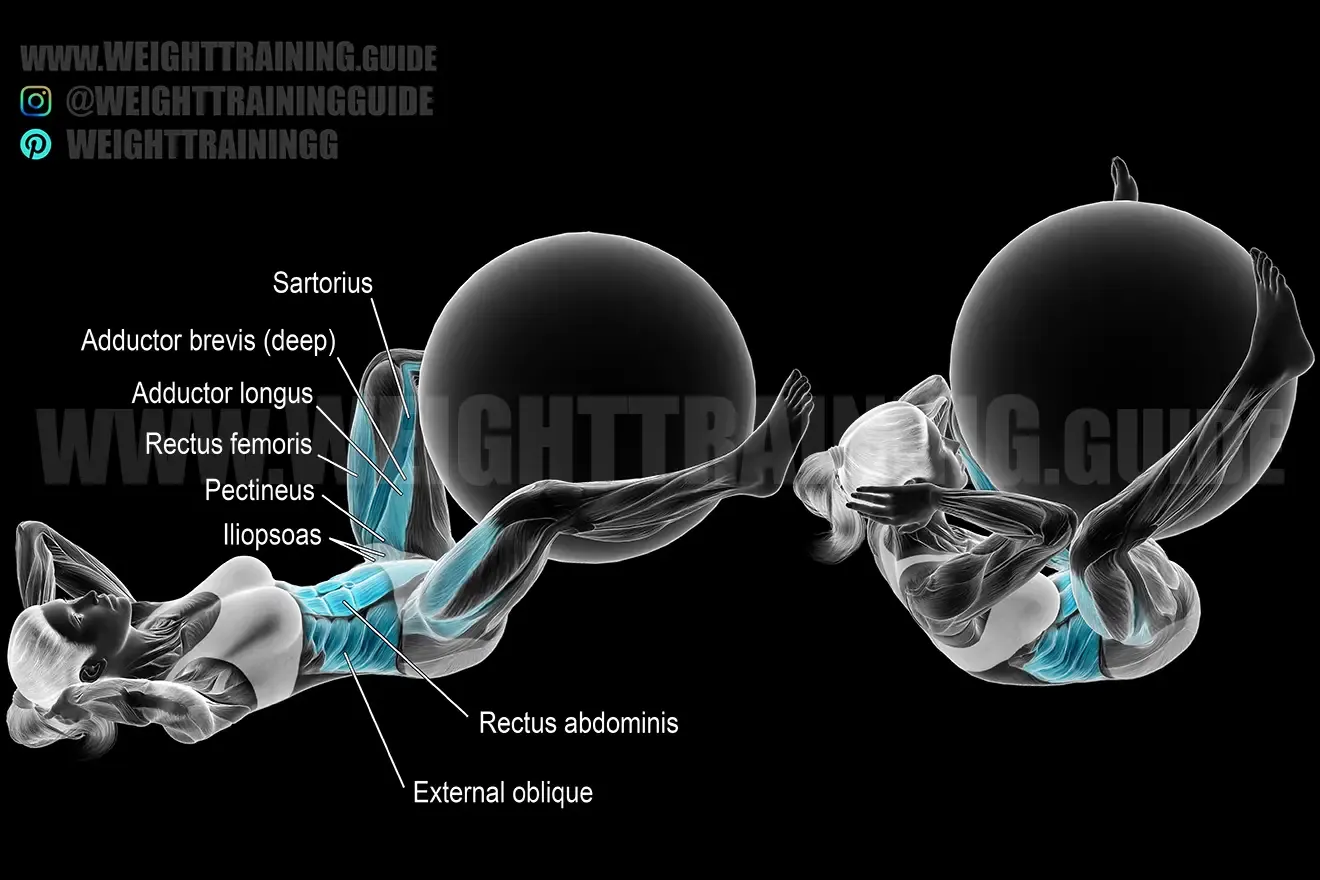 WWW.WEIGHTTRAINING.GUIDE
@WEIGHTTRAININGGUIDE
WEIGHTTRAININGG
Sartorius
Adductor brevis (deep)
Adductor longus
WWW.WEIGHTTRAINING.GUIDE
Rectus femoris
Pectineus
Iliopsoas
Rectus abdominis
External oblique